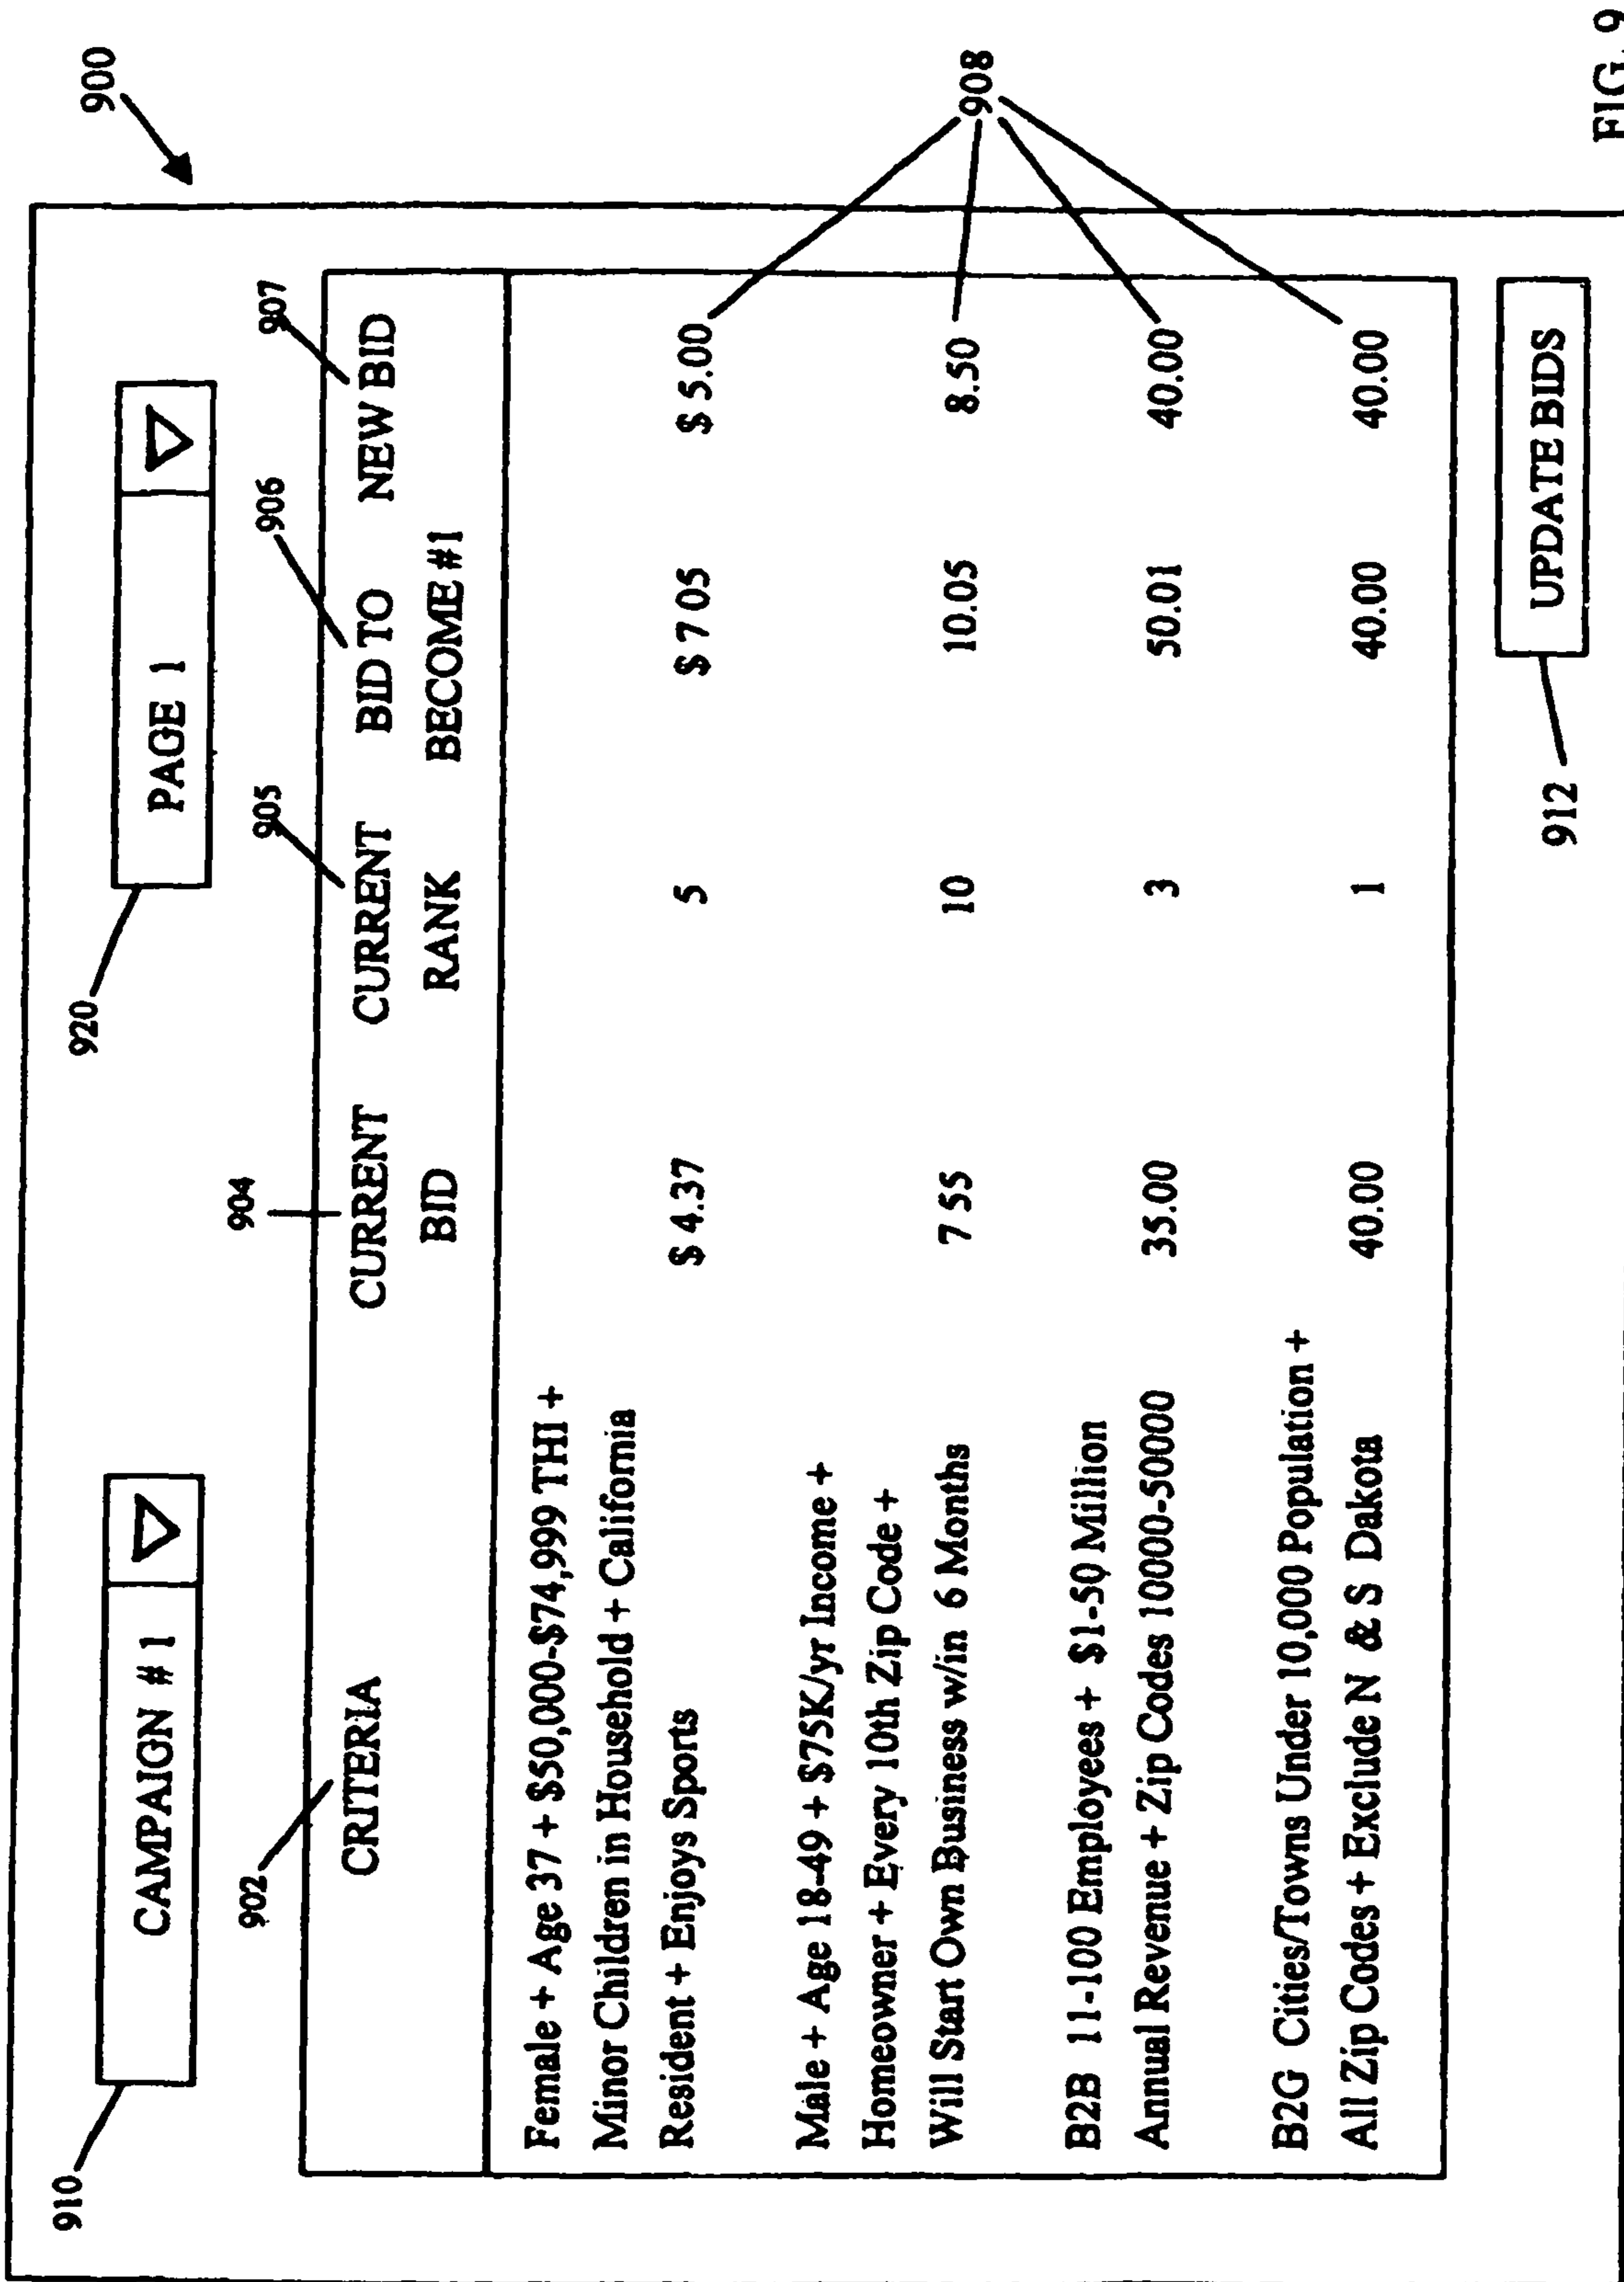 900
910
CAMPAIGN # 1
920
PAGE 1
902
904
905
906
907
CRITERIA
CURRENT BID
CURRENT RANK
BID TO BECOME #1
NEW BID
Female + Age 37 + $50,000-$74,999 THI +
Minor Children in Household + California
Resident + Enjoys Sports $ 4.37 5 $ 7 05 $ 5.00
Male + Age 18-49 + $75K/yr Income +
Homeowner + Every 10th Zip Code +
Will Start Own Business w/in 6 Months 7 55 10 10.05 8.50
B2B 11-100 Employees + $1-50 Million
Annual Revenue + Zip Codes 10000-50000 35.00 3 50.01 40.00
B2G Cities/Towns Under 10,000 Population +
All Zip Codes + Exclude N & S Dakota 40.00 1 40.00 40.00
908
912
UPDATE BIDS
FIG. 9